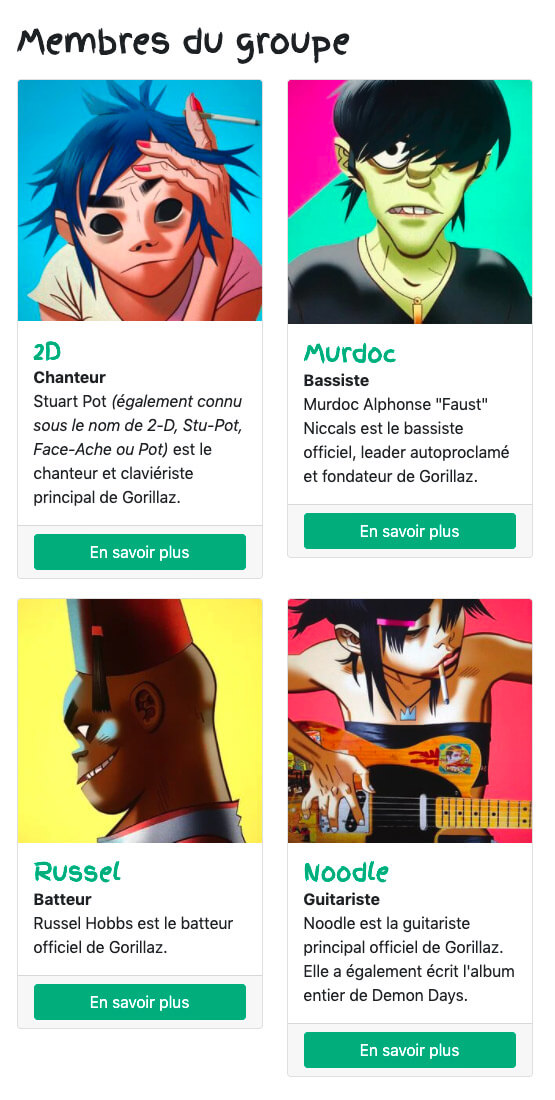 Membres du groupe
2D
Chanteur
Stuart Pot (également connu
sous le nom de 2-D, Stu-Pot,
Face-Ache ou Pot) est le
chanteur et claviériste
principal de Gorillaz.
En savoir plus
Murdoc
Bassiste
Murdoc Alphonse "Faust"
Niccals est le bassiste
officiel, leader autoproclamé
et fondateur de Gorillaz.
En savoir plus
Russel
Batteur
Russel Hobbs est le batteur
officiel de Gorillaz.
En savoir plus
Noodle
Guitariste
Noodle est la guitariste
principal officiel de Gorillaz.
Elle a également écrit l'album
entier de Demon Days.
En savoir plus